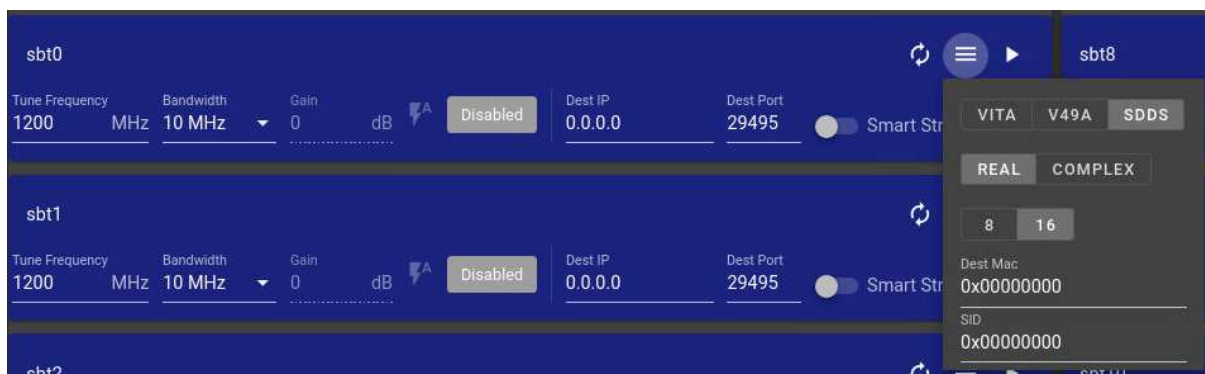 sbt0
sbt8
Tune Frequency Bandwidth Gain Dest IP Dest Port
1200 MHz 10 MHz 0 dB A Disabled 0.0.0.0 29495 Smart Str
VITA V49A SDDS
REAL COMPLEX
8 16
Dest Mac
0x00000000
SID
0x00000000
sbt1
Tune Frequency Bandwidth Gain Dest IP Dest Port
1200 MHz 10 MHz 0 dB A Disabled 0.0.0.0 29495 Smart Str
sbt2
sbt10